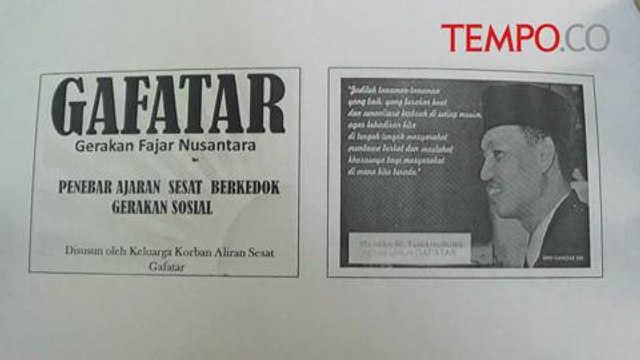 TEMPO.CO
GAFATAR
Gerakan Fajar Nusantara
PENEBAR AJARAN SESAT BERKEDOK
GERAKAN SOSIAL
Disusun oleh Keluarga Korban Aliran Sesat
Gafatar
"Jadilah tanaman-tanaman
yang baik, yang berakar kuat
dan senantiasa berbuah di setiap musim,
agar kehadiran kita
di tengah-tengah masyarakat
membawa berkat dan maslahat
khususnya bagi masyarakat
di mana kita berada."
GAFATAR